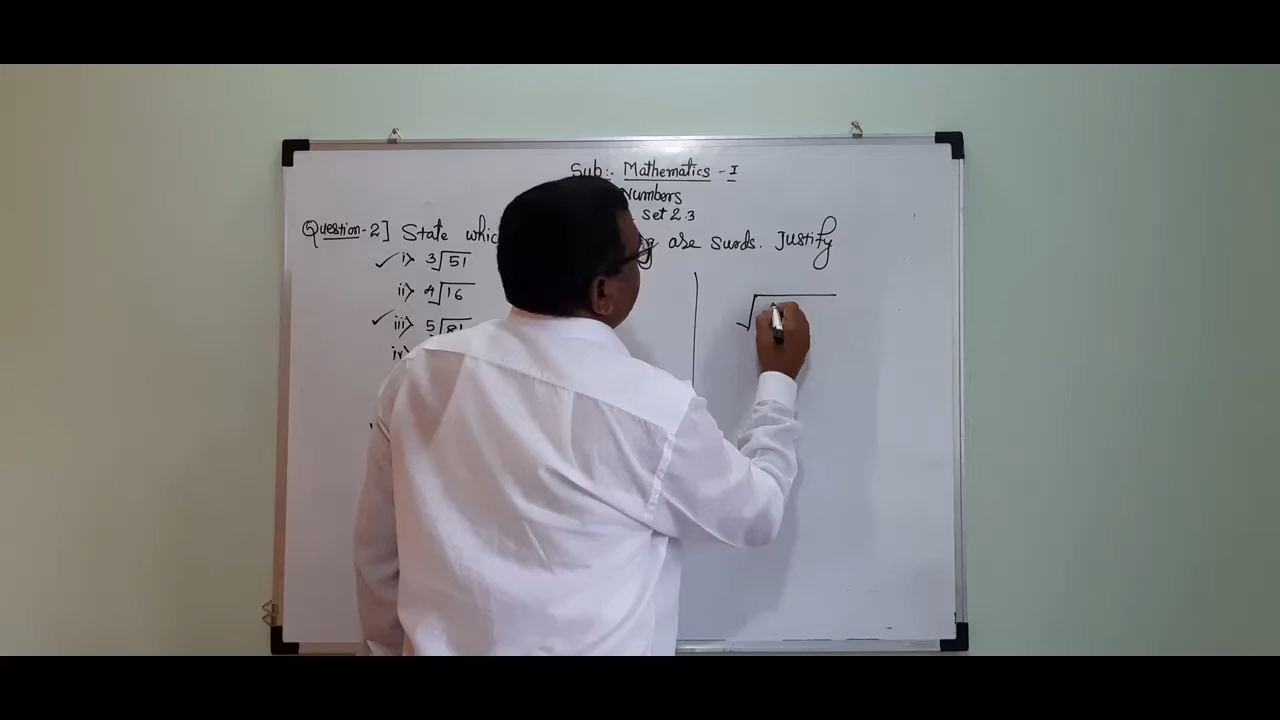 Sub:- Mathematics - I
Numbers
Set 2.3
Question-2] State are Surds. Justify
✓ i> ³√51
ii> ⁴√16
✓ iii> ⁵√81
iv>
√